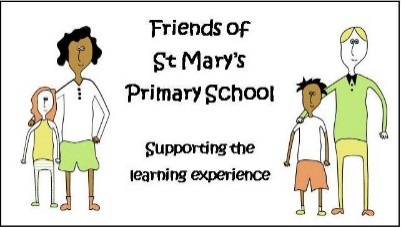 Friends of
St Mary's
Primary School
Supporting the
learning experience